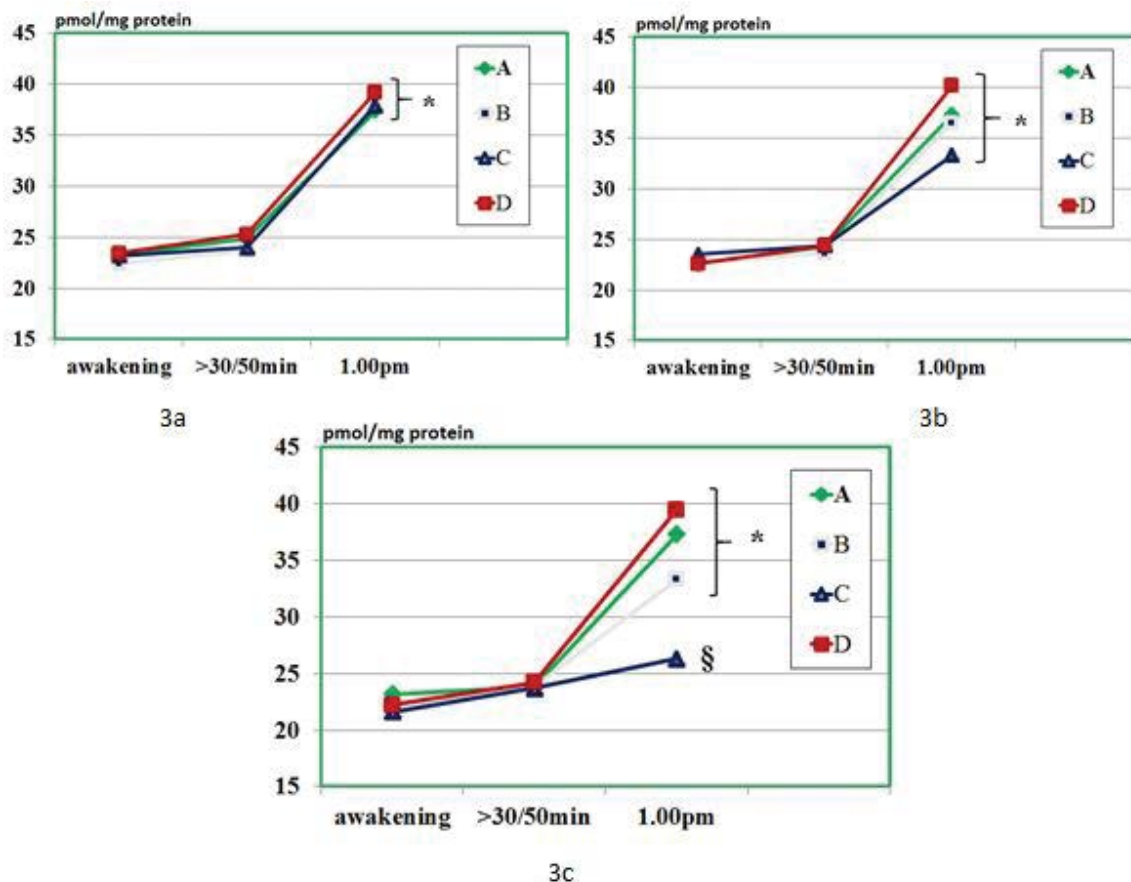 pmol/mg protein
45
40
35
30
25
20
15
A
B
C
D
*
awakening >30/50min 1.00pm
3a
pmol/mg protein
45
40
35
30
25
20
15
A
B
C
D
*
awakening >30/50min 1.00pm
3b
pmol/mg protein
45
40
35
30
25
20
15
A
B
C
D
*
§
awakening >30/50min 1.00pm
3c